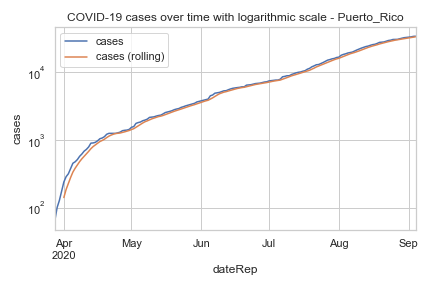 COVID-19 cases over time with logarithmic scale - Puerto_Rico
cases
cases (rolling)
10^4
10^3
10^2
cases
Apr
2020
May
Jun
Jul
Aug
Sep
dateRep